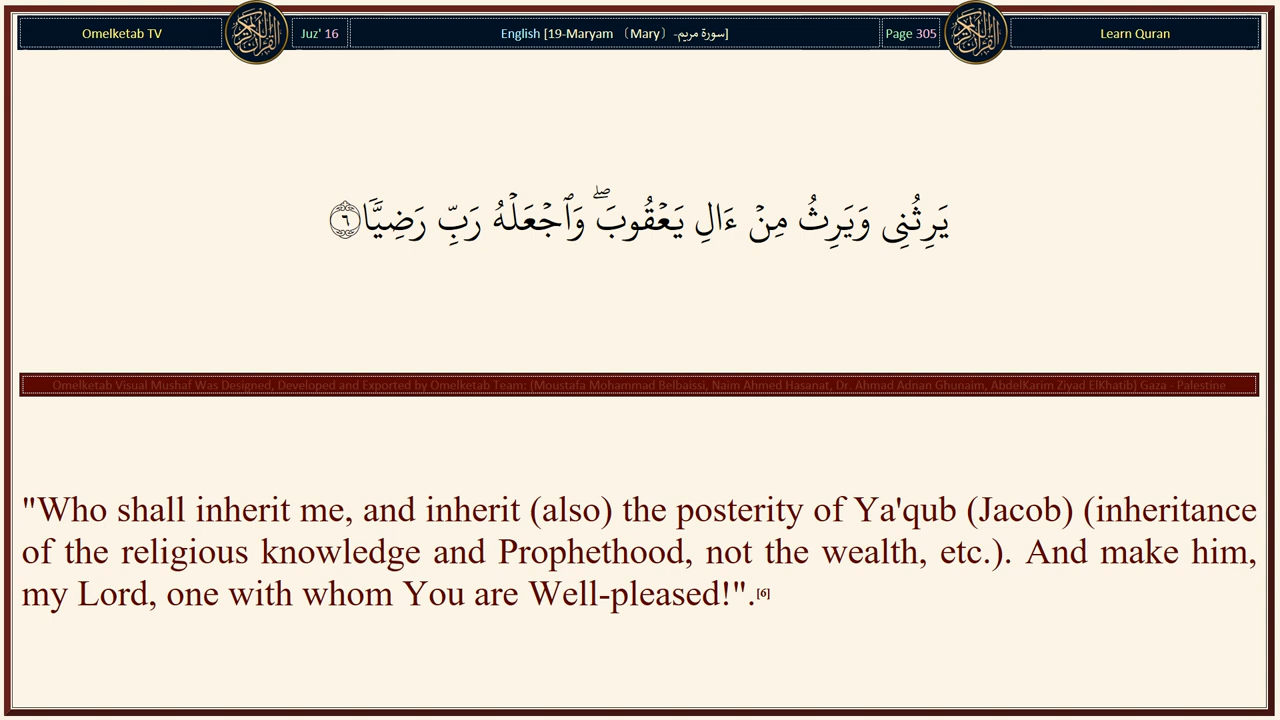 Omelketab TV
Juz' 16
English [19-Maryam （Mary） -سورة مريم]
Page 305
Learn Quran
يَرِثُنِى وَيَرِثُ مِنْ ءَالِ يَعْقُوبَ ۖ وَٱجْعَلْهُ رَبِّ رَضِيًّا ٦
Omelketab Visual Mushaf Was Designed, Developed and Exported by Omelketab Team: (Moustafa Mohammad Belbaissi, Naim Ahmed Hasanat, Dr. Ahmad Adnan Ghunaim, AbdelKarim Ziyad ElKhatib) Gaza - Palestine
"Who shall inherit me, and inherit (also) the posterity of Ya'qub (Jacob) (inheritance
of the religious knowledge and Prophethood, not the wealth, etc.). And make him,
my Lord, one with whom You are Well-pleased!".[6]